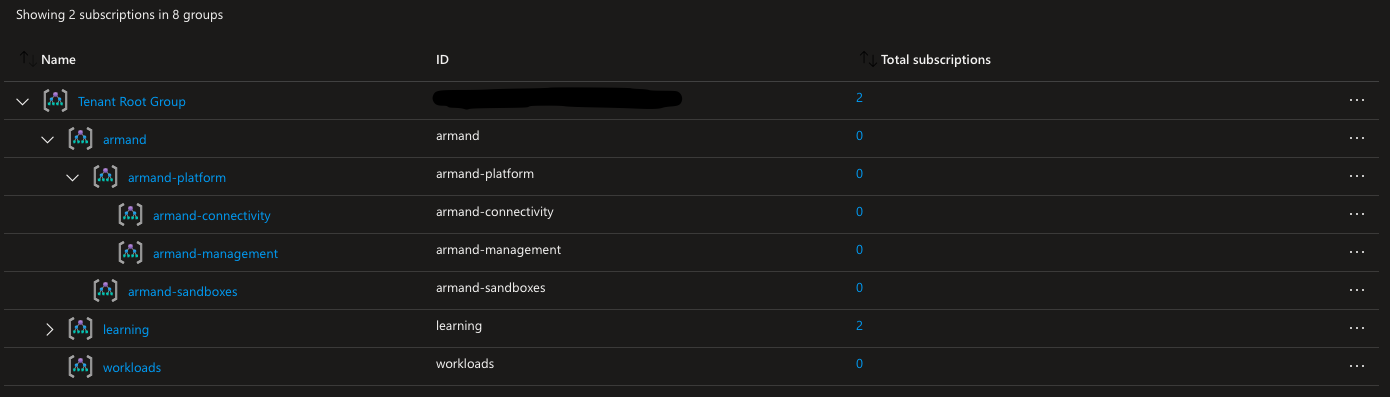 Showing 2 subscriptions in 8 groups
Name ID Total subscriptions
Tenant Root Group 2
armand armand 0
armand-platform armand-platform 0
armand-connectivity armand-connectivity 0
armand-management armand-management 0
armand-sandboxes armand-sandboxes 0
learning learning 2
workloads workloads 0